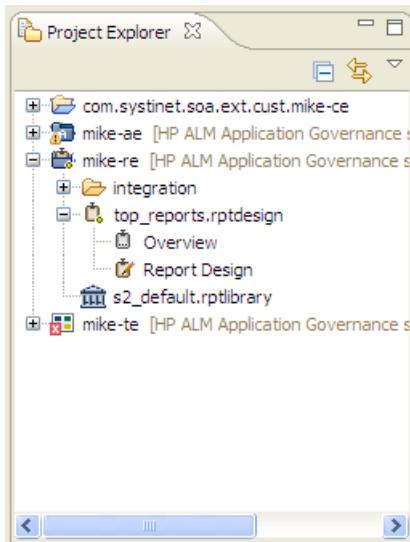 Project Explorer
com.systinet.soa.ext.cust.mike-ce
mike-ae [HP ALM Application Governance s
mike-re [HP ALM Application Governance s
integration
top_reports.rptdesign
Overview
Report Design
s2_default.rptlibrary
mike-te [HP ALM Application Governance s